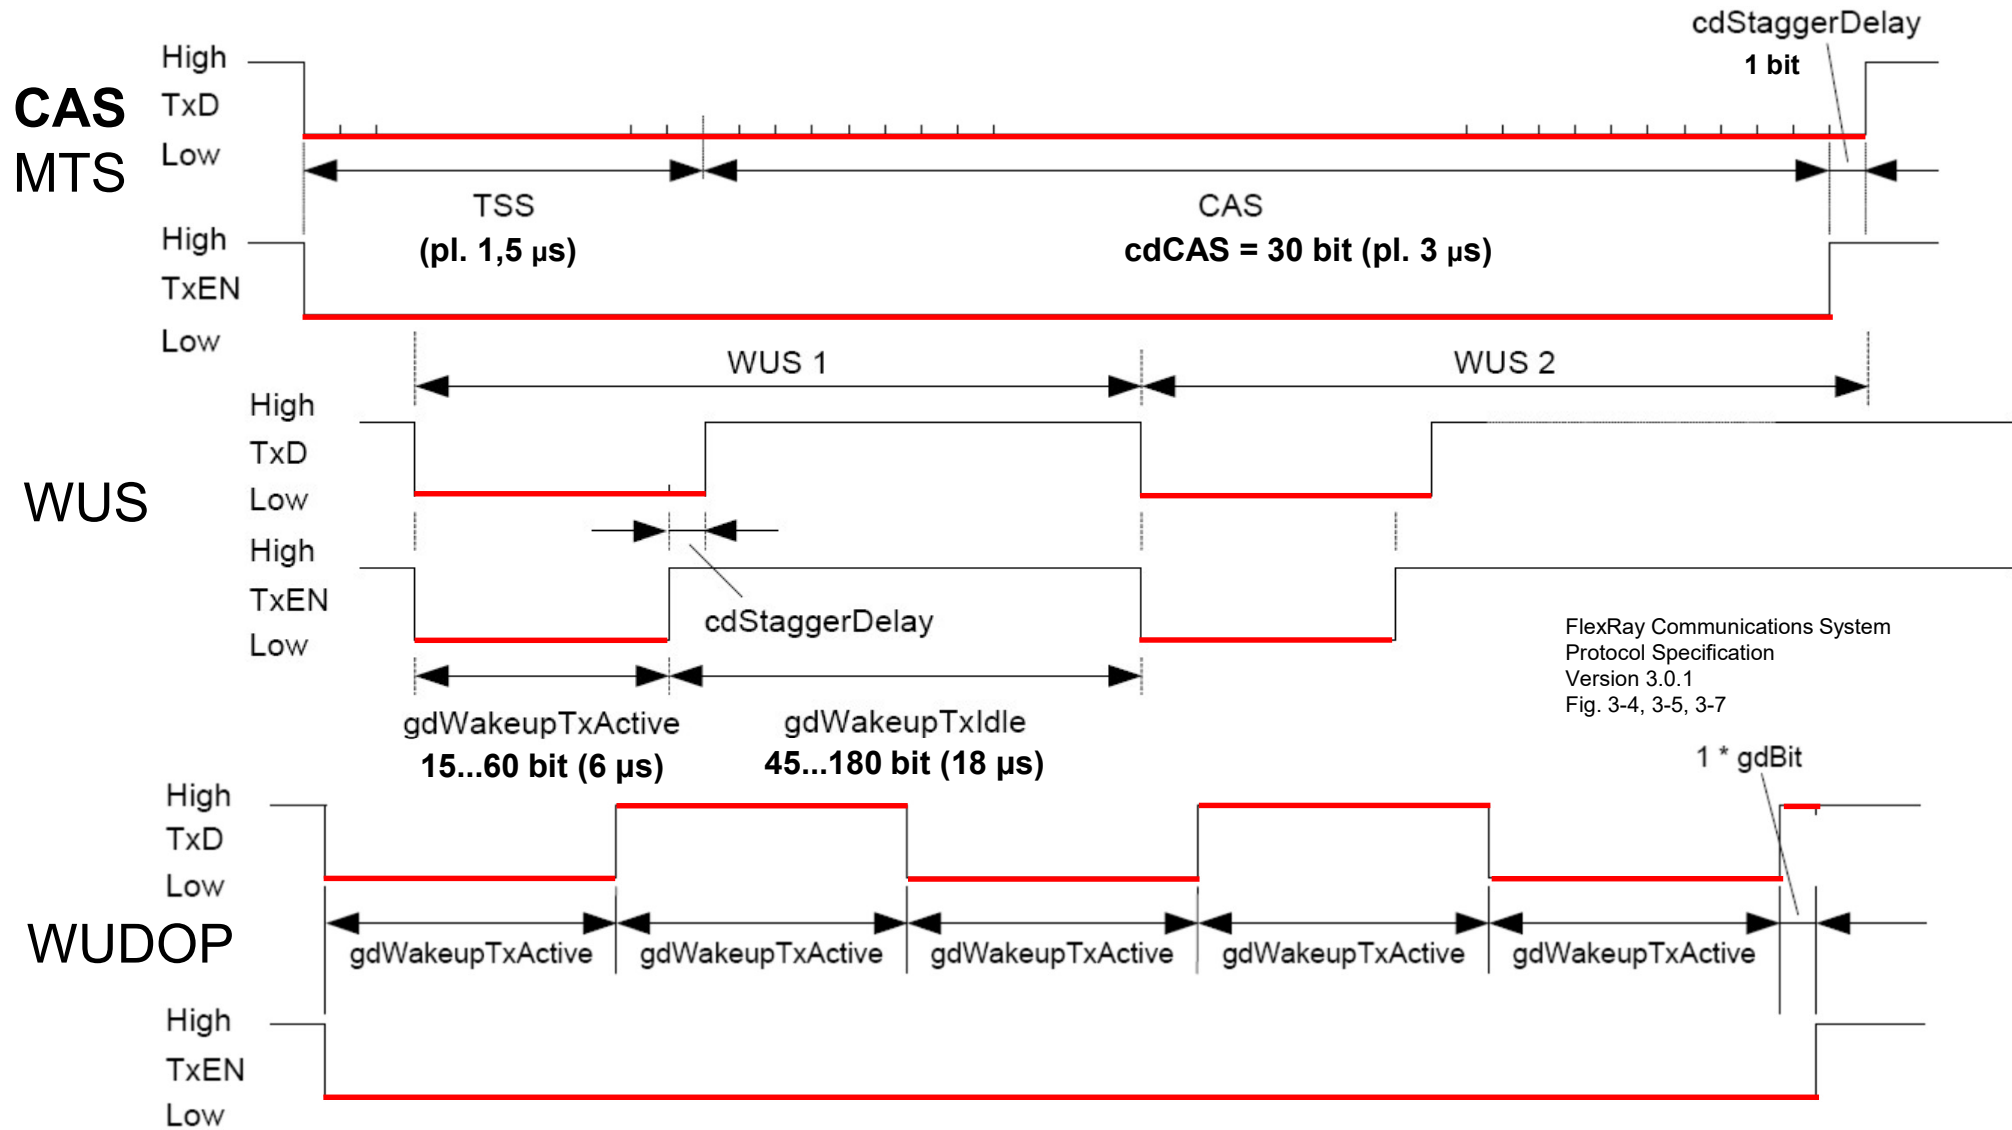 cdStaggerDelay
1 bit
High
TxD
Low
CAS
MTS
TSS
(pl. 1,5 µs)
CAS
cdCAS = 30 bit (pl. 3 µs)
High
TxEN
Low
WUS 1
WUS 2
High
TxD
Low
WUS
High
TxEN
Low
cdStaggerDelay
gdWakeupTxActive
15...60 bit (6 µs)
gdWakeupTxIdle
45...180 bit (18 µs)
FlexRay Communications System
Protocol Specification
Version 3.0.1
Fig. 3-4, 3-5, 3-7
1 * gdBit
High
TxD
Low
WUDOP
gdWakeupTxActive
gdWakeupTxActive
gdWakeupTxActive
gdWakeupTxActive
gdWakeupTxActive
High
TxEN
Low